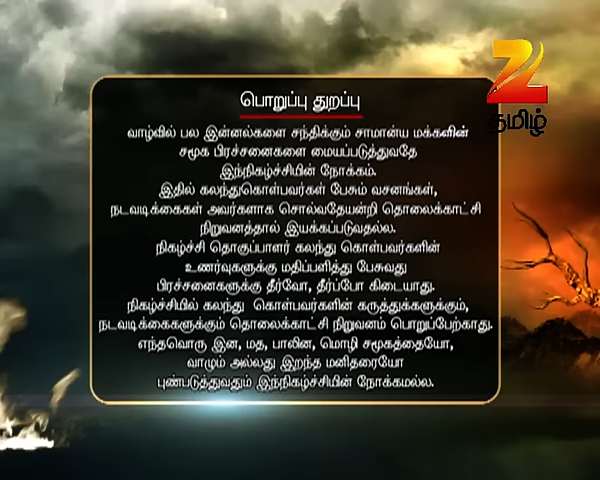 பொறுப்பு துறப்பு
வாழ்வில் பல இன்னல்களை சந்திக்கும் சாமான்ய மக்களின்
சமூக பிரச்சனைகளை மையப்படுத்துவதே
இந்நிகழ்ச்சியின் நோக்கம்.
இதில் கலந்துகொள்பவர்கள் பேசும் வசனங்கள்,
நடவடிக்கைகள் அவர்களாக சொல்வதேயன்றி தொலைக்காட்சி
நிறுவனத்தால் இயக்கப்படுவதல்ல.
நிகழ்ச்சி தொகுப்பாளர் கலந்து கொள்பவர்களின்
உணர்வுகளுக்கு மதிப்பளித்து பேசுவது
பிரச்சனைகளுக்கு தீர்வோ, தீர்ப்போ கிடையாது.
நிகழ்ச்சியில் கலந்து கொள்பவர்களின் கருத்துக்களுக்கும்,
நடவடிக்கைகளுக்கும் தொலைக்காட்சி நிறுவனம் பொறுப்பேற்காது.
எந்தவொரு இன, மத, பாலின, மொழி சமூகத்தையோ,
வாழும் அல்லது இறந்த மனிதரையோ
புண்படுத்துவதும் இந்நிகழ்ச்சியின் நோக்கமல்ல.
Z
தமிழ்